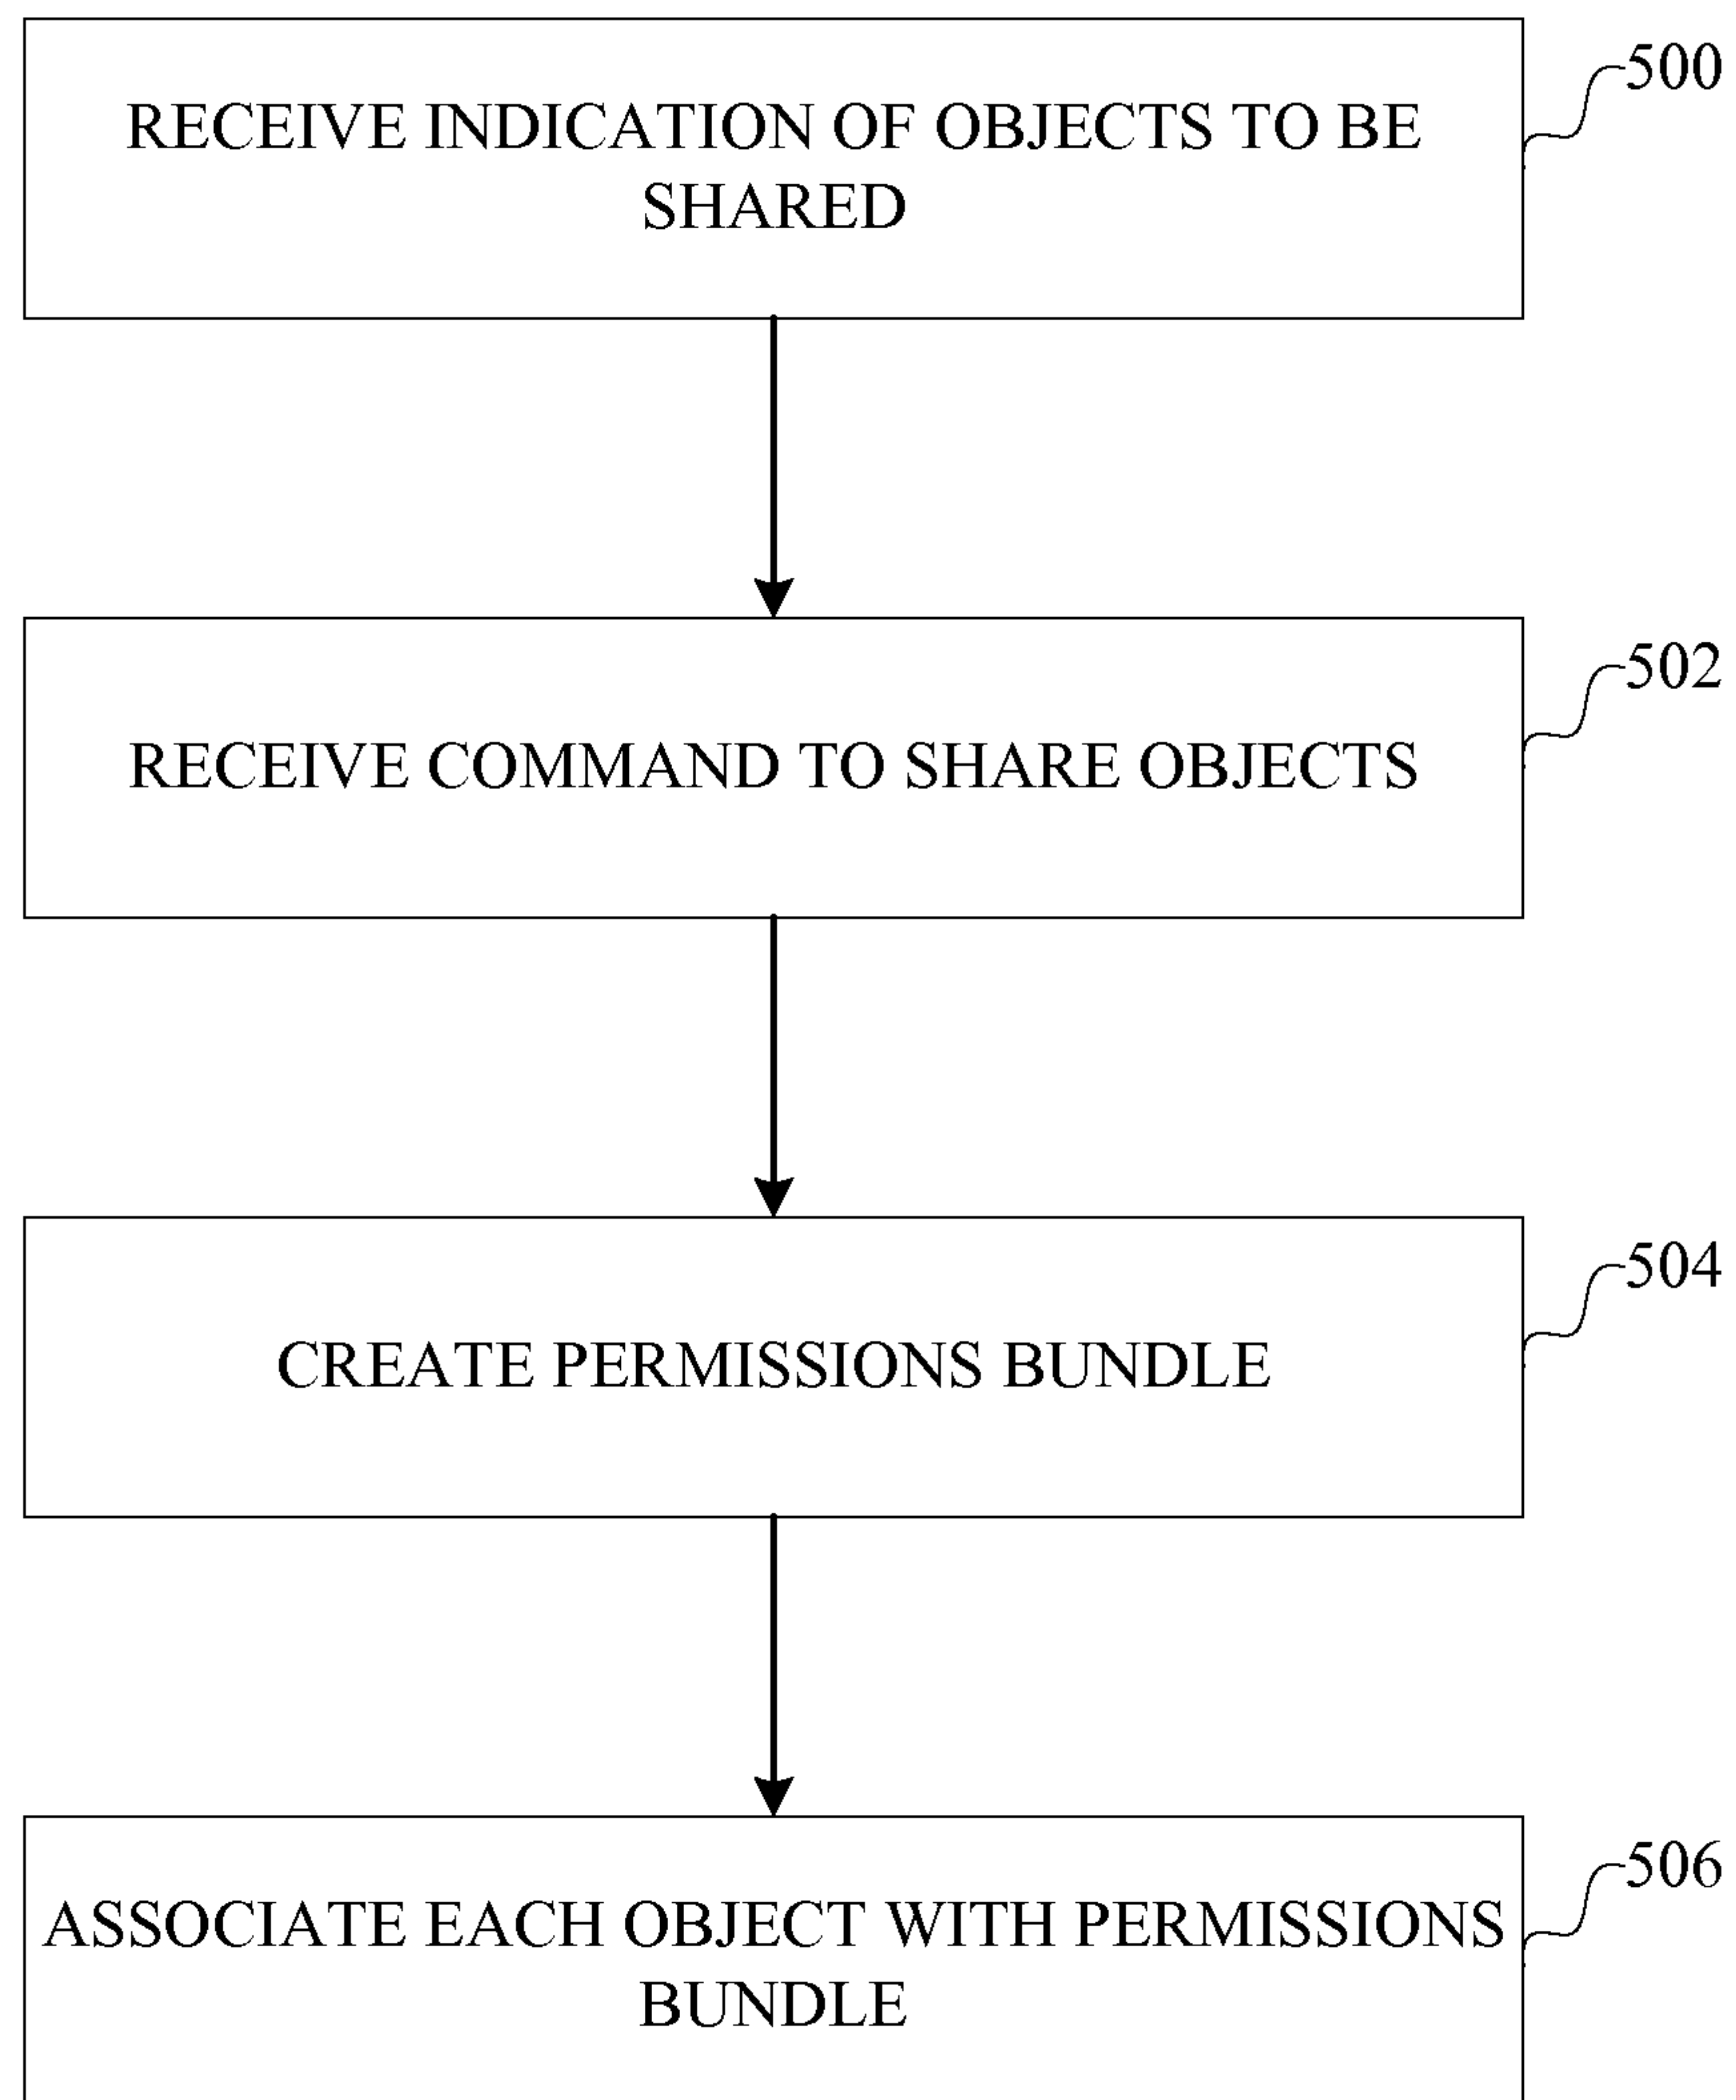 500
RECEIVE INDICATION OF OBJECTS TO BE
SHARED
502
RECEIVE COMMAND TO SHARE OBJECTS
504
CREATE PERMISSIONS BUNDLE
506
ASSOCIATE EACH OBJECT WITH PERMISSIONS
BUNDLE